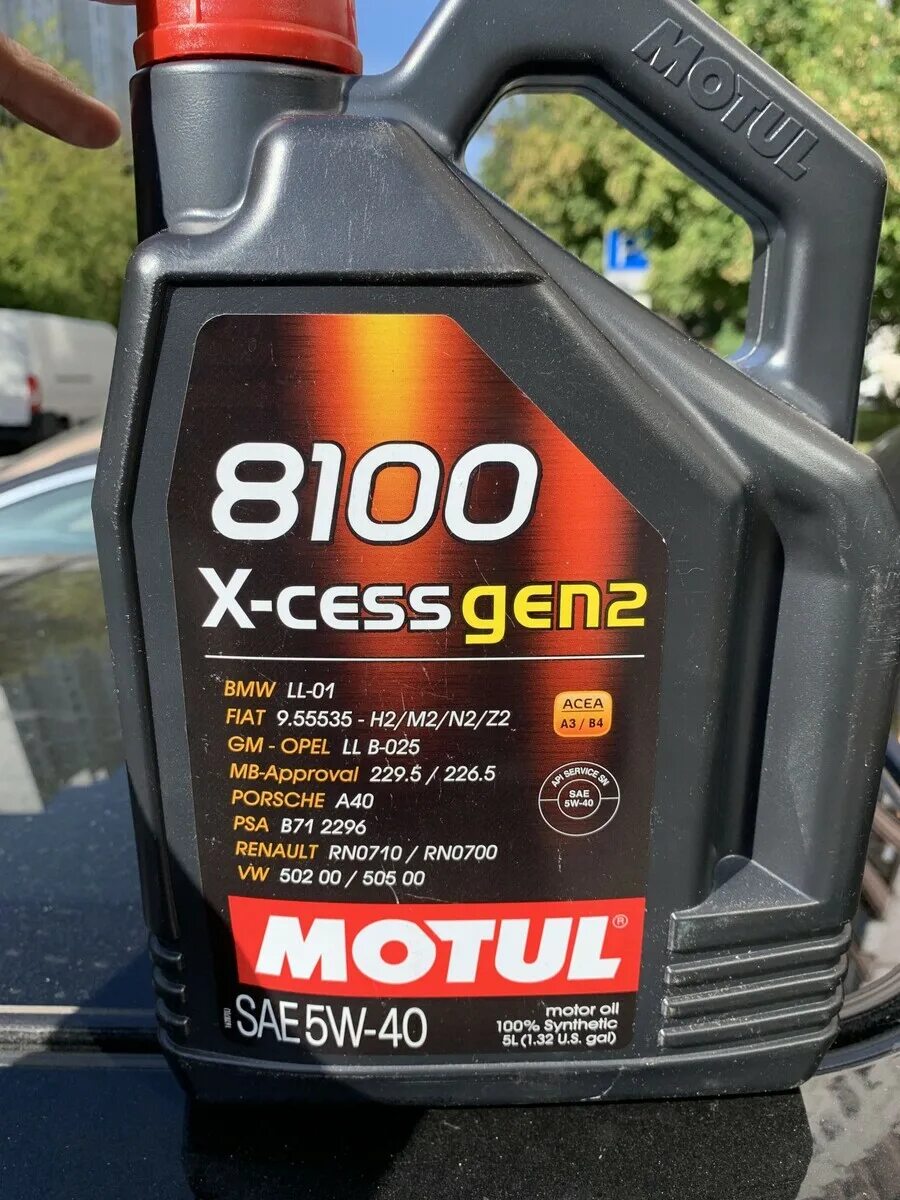 MOTUL
8100
X-cess gen2
BMW LL-01
FIAT 9.55535 - H2/M2/N2/Z2
GM - OPEL LL B-025
MB-Approval 229.5 / 226.5
PORSCHE A40
PSA B71 2296
RENAULT RN0710 / RN0700
VW 502 00 / 505 00
ACEA
A3 / B4
API SERVICE SN
SAE
5W-40
MOTUL®
SAE 5W-40
motor oil
100% Synthetic
5L (1.32 U.S. gal)
P